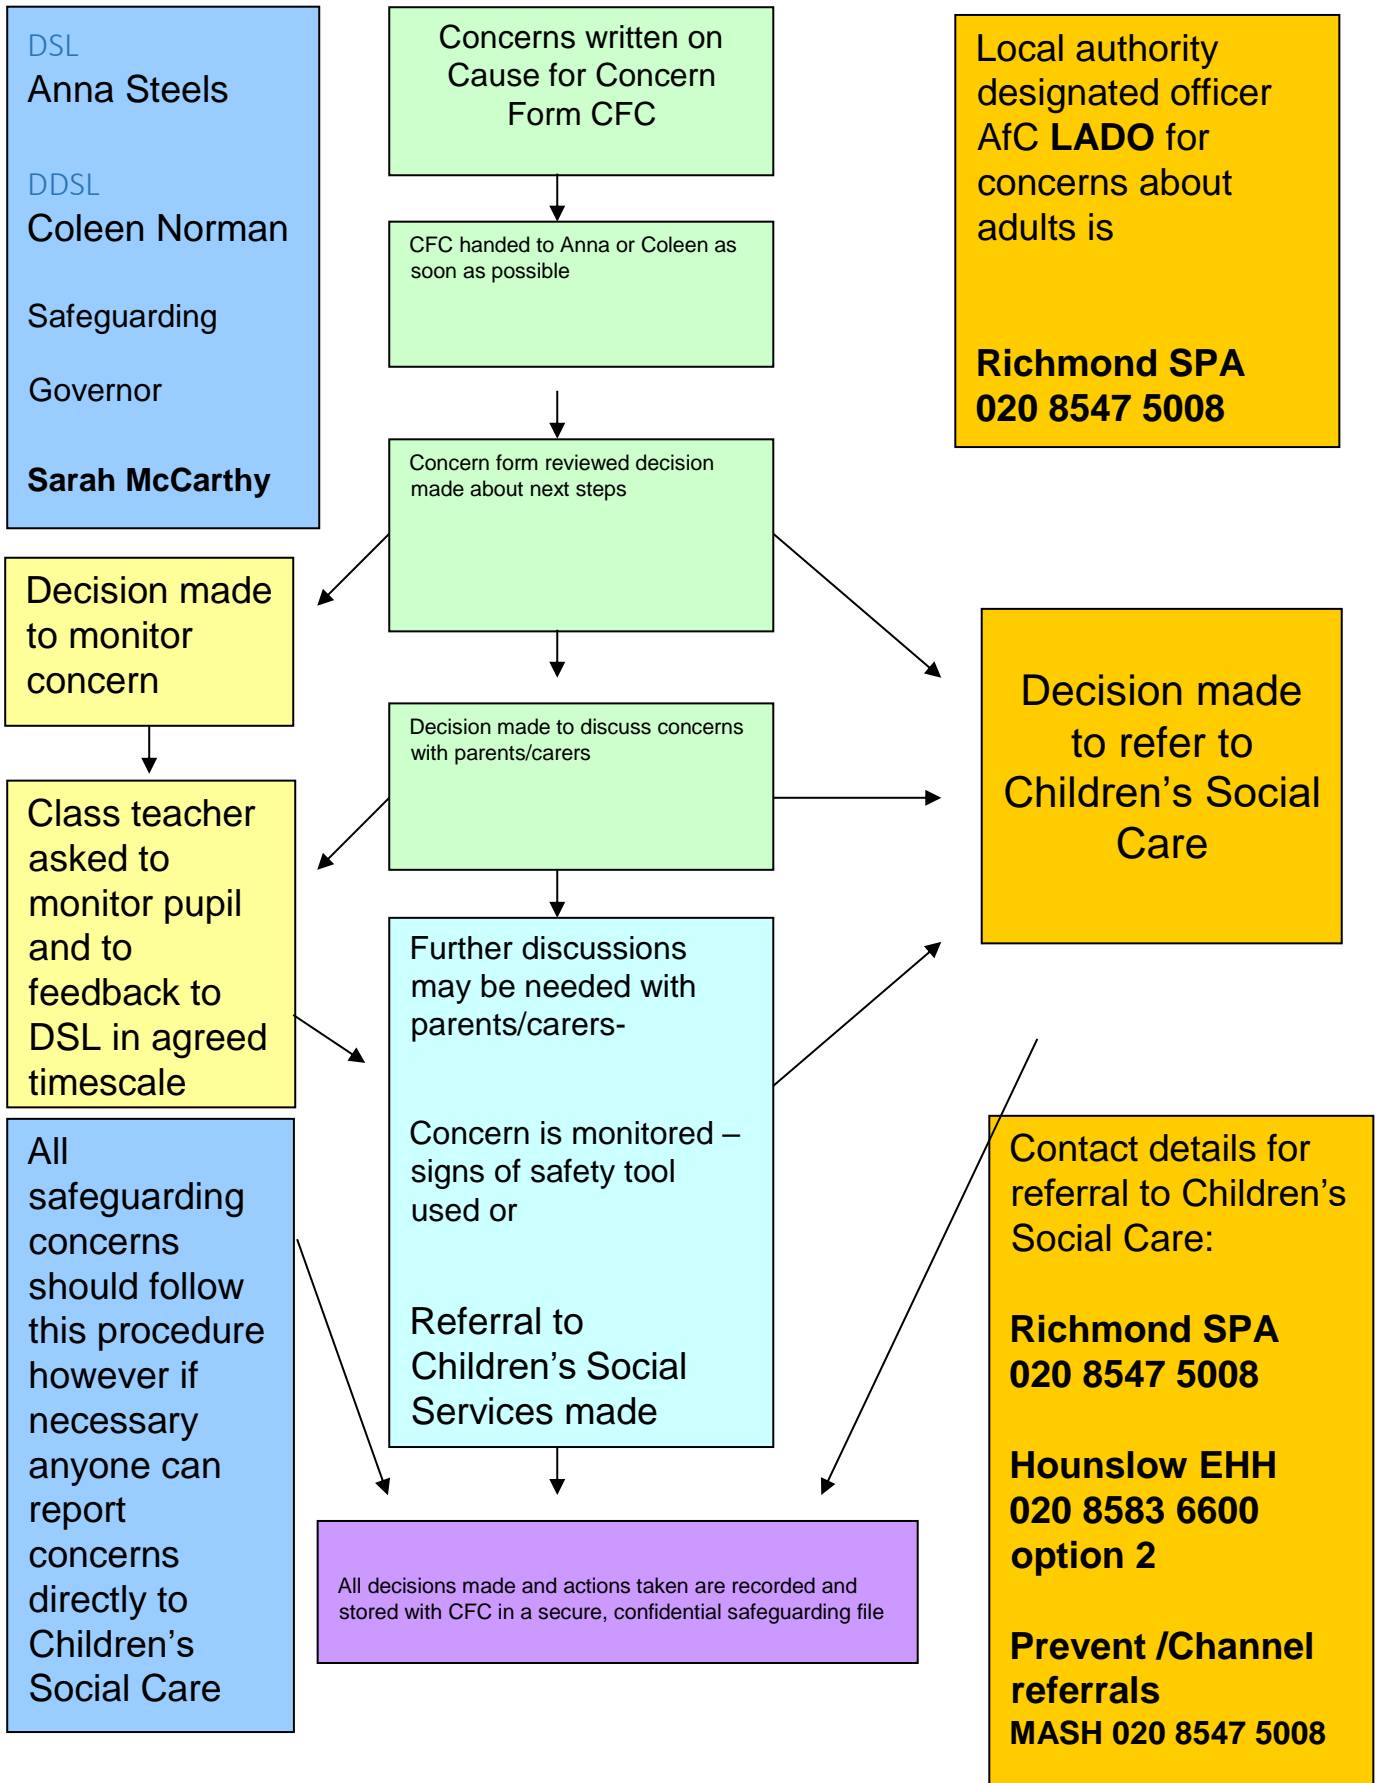 DSL
Anna Steels
DDSL
Coleen Norman
Safeguarding
Governor
Sarah McCarthy
Concerns written on
Cause for Concern
Form CFC
Local authority
designated officer
AfC LADO for
concerns about
adults is
Richmond SPA
020 8547 5008
CFC handed to Anna or Coleen as
soon as possible
Concern form reviewed decision
made about next steps
Decision made
to monitor
concern
Decision made to discuss concerns
with parents/carers
Decision made
to refer to
Children’s Social
Care
Class teacher
asked to
monitor pupil
and to
feedback to
DSL in agreed
timescale
Further discussions
may be needed with
parents/carers-
Concern is monitored –
signs of safety tool
used or
Referral to
Children’s Social
Services made
All
safeguarding
concerns
should follow
this procedure
however if
necessary
anyone can
report
concerns
directly to
Children’s
Social Care
Contact details for
referral to Children’s
Social Care:
Richmond SPA
020 8547 5008
Hounslow EHH
020 8583 6600
option 2
Prevent /Channel
referrals
MASH 020 8547 5008
All decisions made and actions taken are recorded and
stored with CFC in a secure, confidential safeguarding file